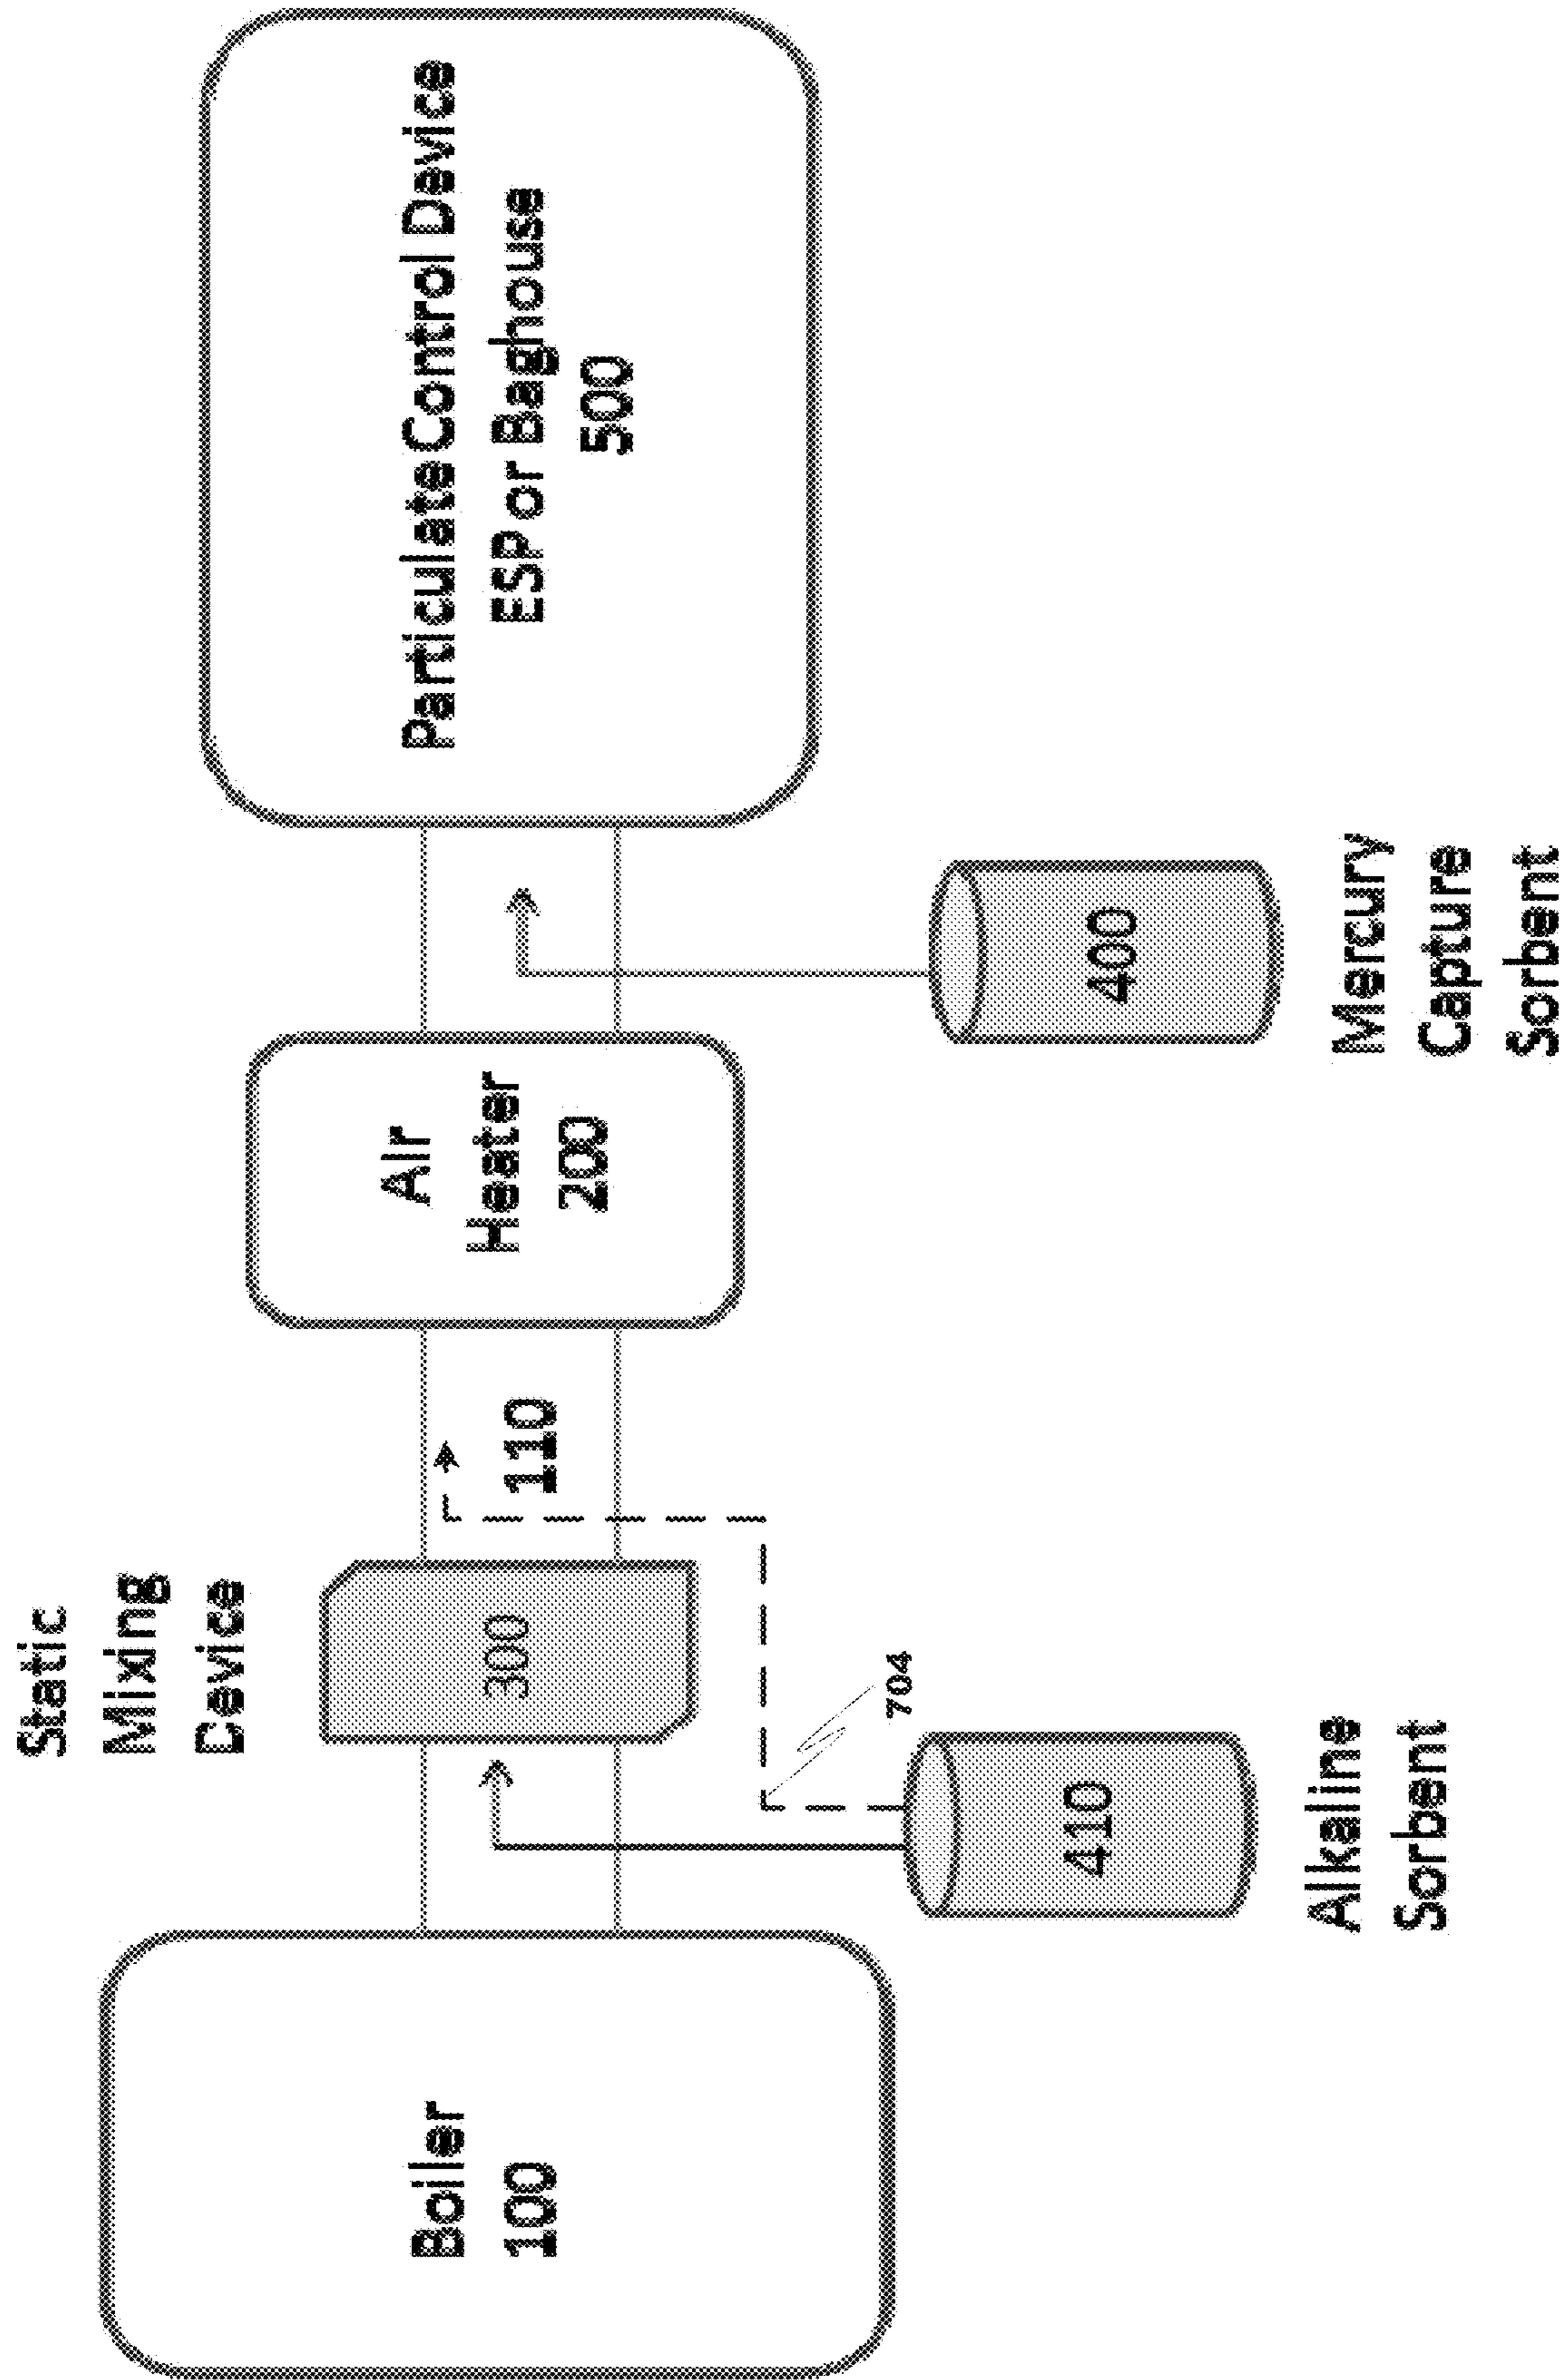 Boiler
100
Static
Mixing
Device
300
110
704
410
Alkaline
Sorbent
Air
Heater
200
400
Mercury
Capture
Sorbent
Particulate Control Device
ESP or Baghouse
500